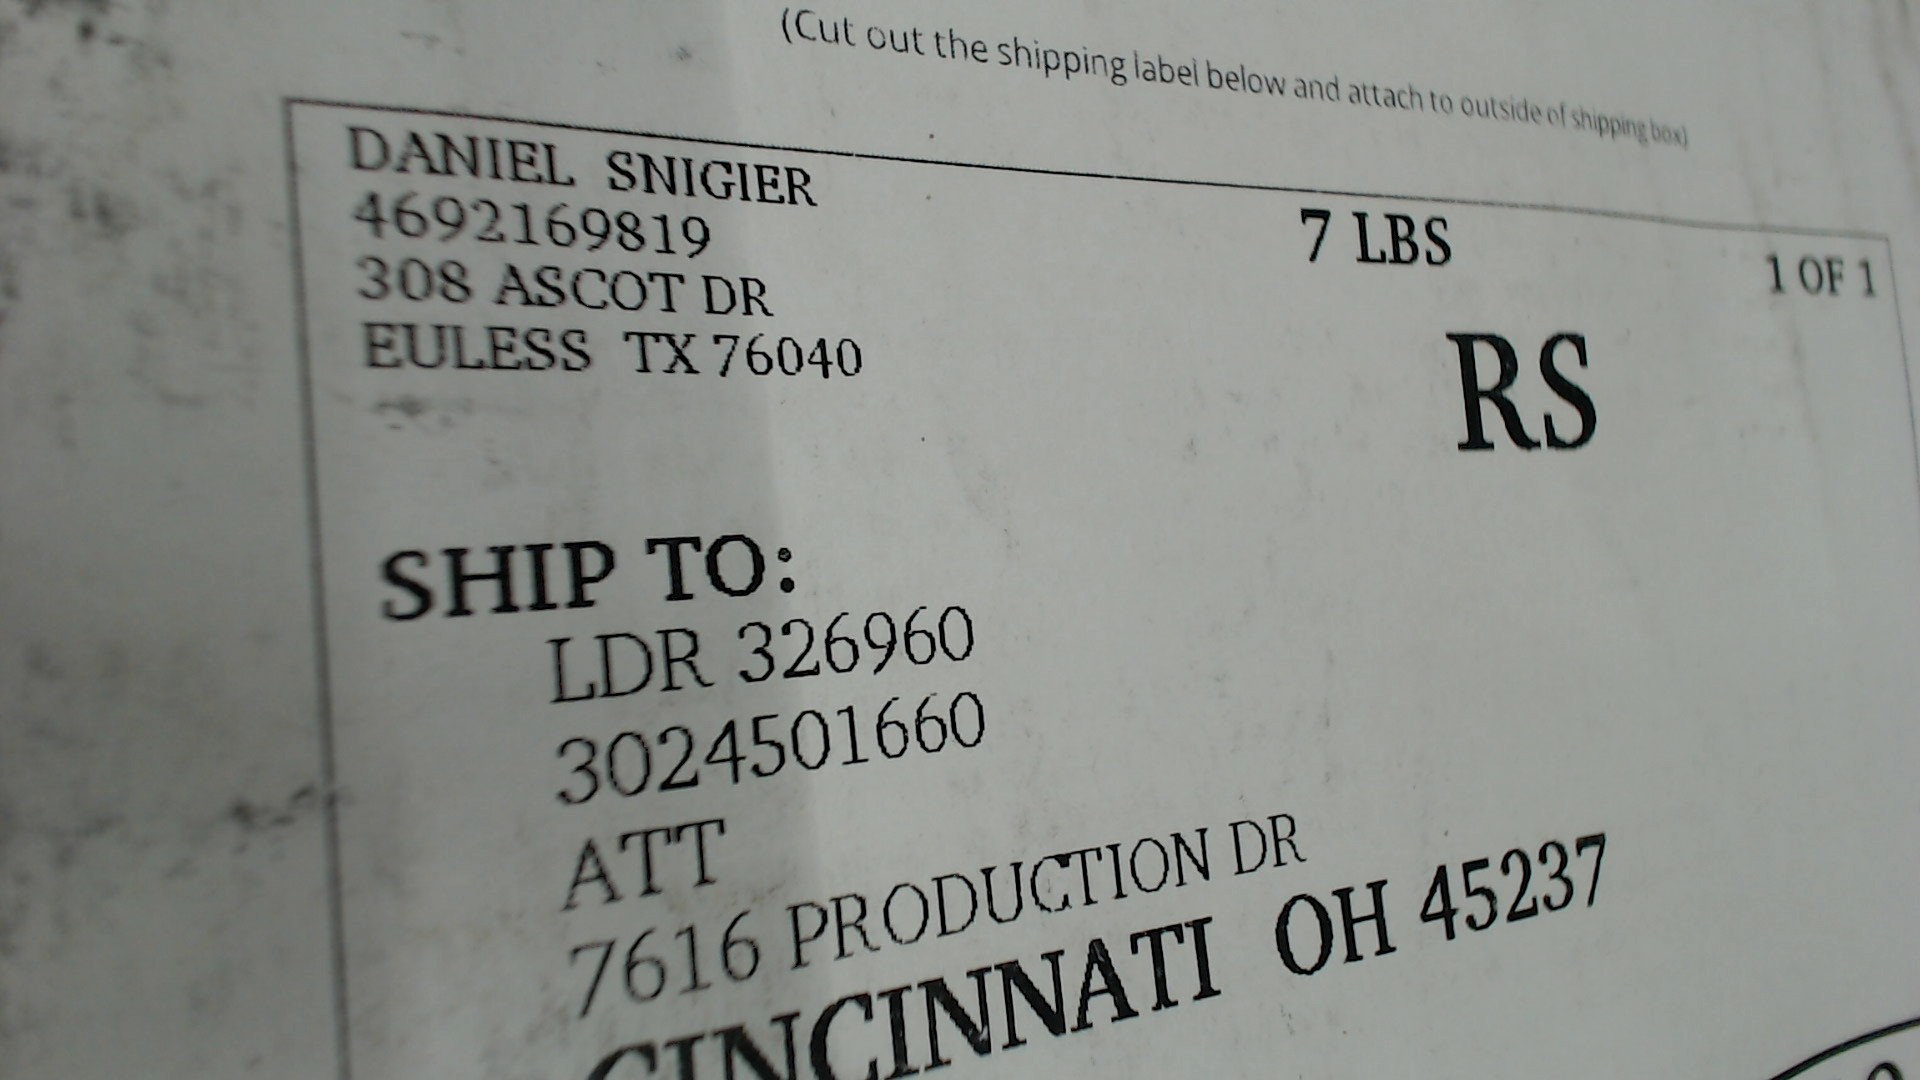 (Cut out the shipping label below and attach to outside of shipping box)
DANIEL SNIGIER
4692169819
308 ASCOT DR
EULESS TX 76040
7 LBS
1 OF 1
RS
SHIP TO:
LDR 326960
3024501660
ATT
7616 PRODUCTION DR
CINCINNATI OH 45237